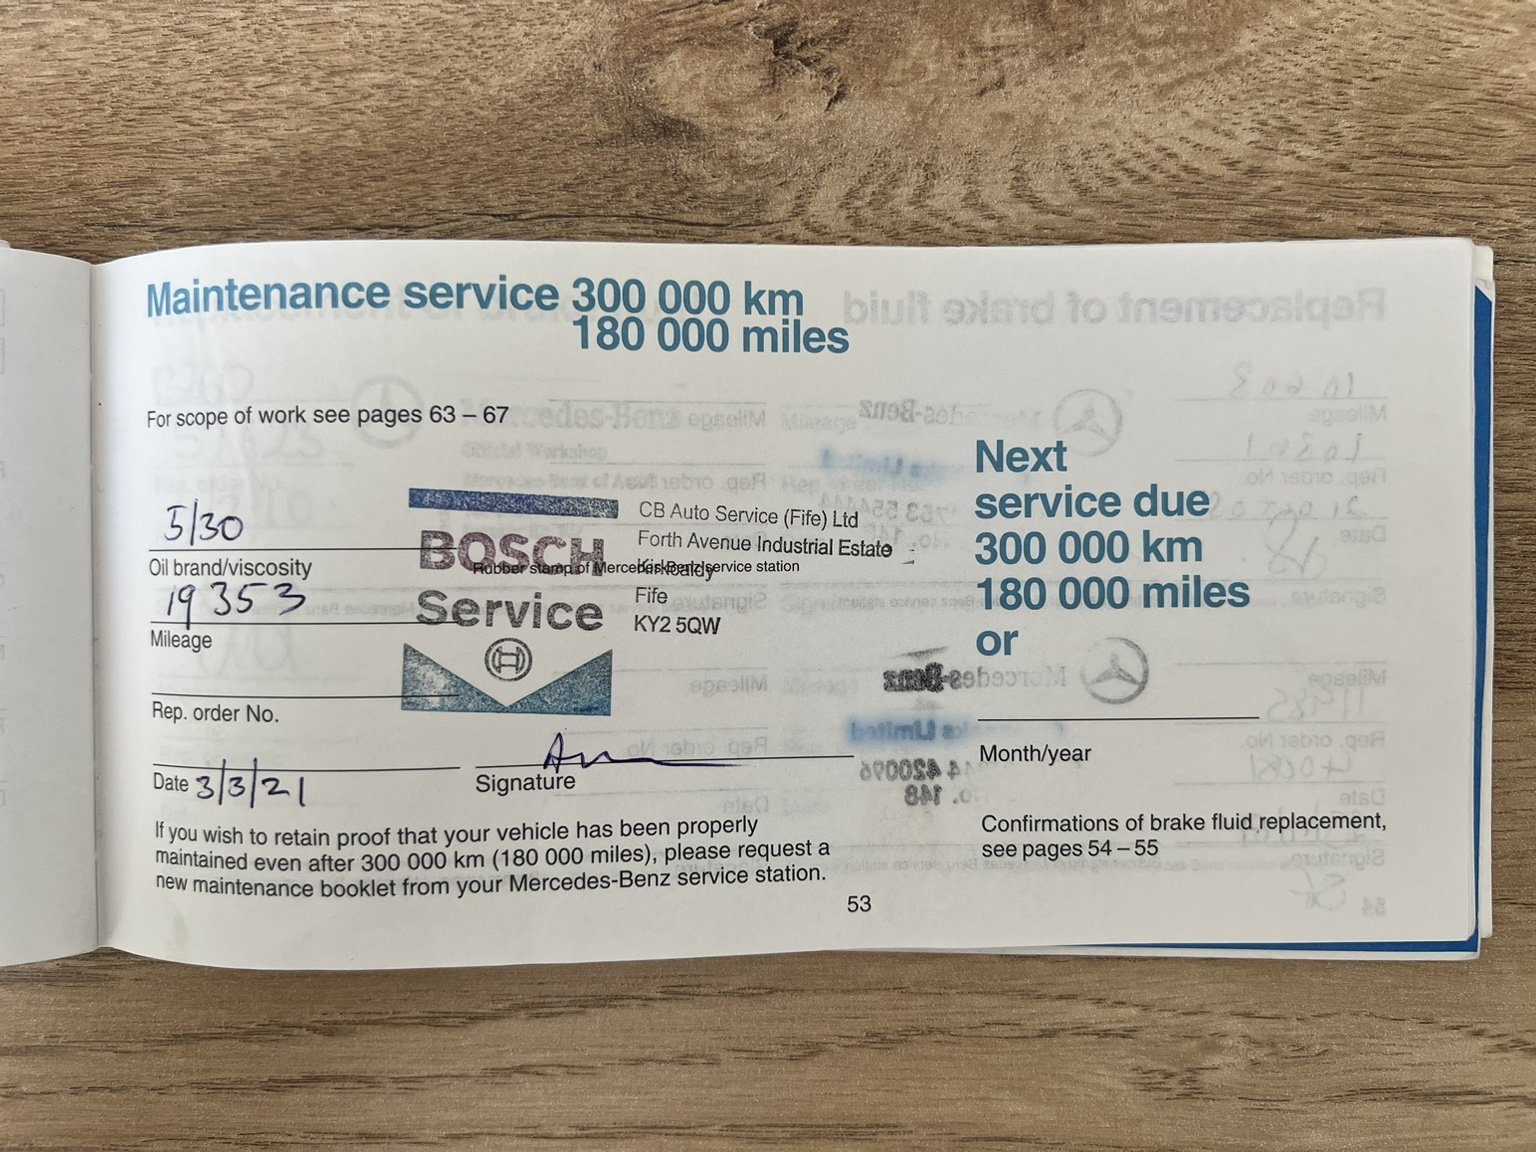 Maintenance service 300 000 km
180 000 miles
For scope of work see pages 63 – 67
5/30
Oil brand/viscosity
19353
Mileage
Rep. order No.
Date 3/3/21
BOSCH
Service
CB Auto Service (Fife) Ltd
Forth Avenue Industrial Estate
Kirkcaldy
Fife
KY2 5QW
Rubber stamp of Mercedes-Benz service station
Signature
If you wish to retain proof that your vehicle has been properly
maintained even after 300 000 km (180 000 miles), please request a
new maintenance booklet from your Mercedes-Benz service station.
Next
service due
300 000 km
180 000 miles
or
Month/year
Confirmations of brake fluid replacement,
see pages 54 – 55
53